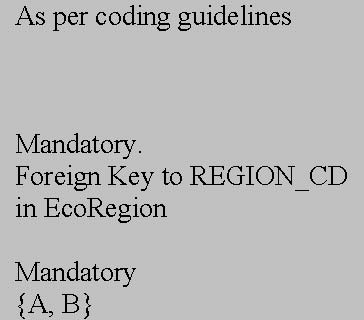 As per coding guidelines
Mandatory.
Foreign Key to REGION_CD
in EcoRegion
Mandatory
{A, B}